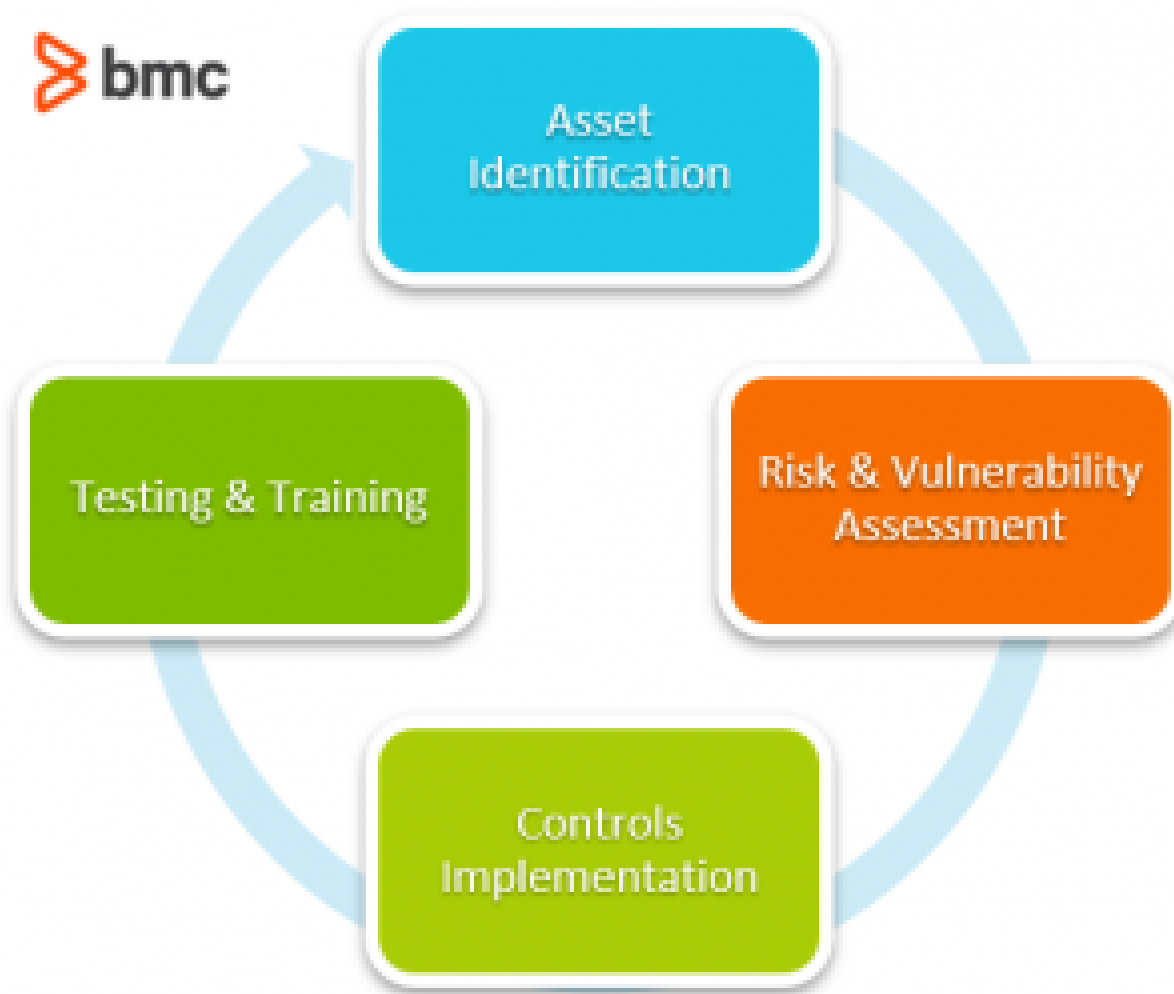 bmc
Asset
Identification
Risk & Vulnerability
Assessment
Controls
Implementation
Testing & Training